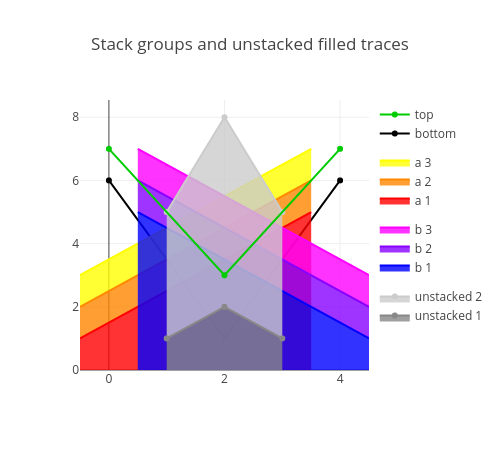 Stack groups and unstacked filled traces
8
6
4
2
0
0 2 4
top
bottom
a 3
a 2
a 1
b 3
b 2
b 1
unstacked 2
unstacked 1